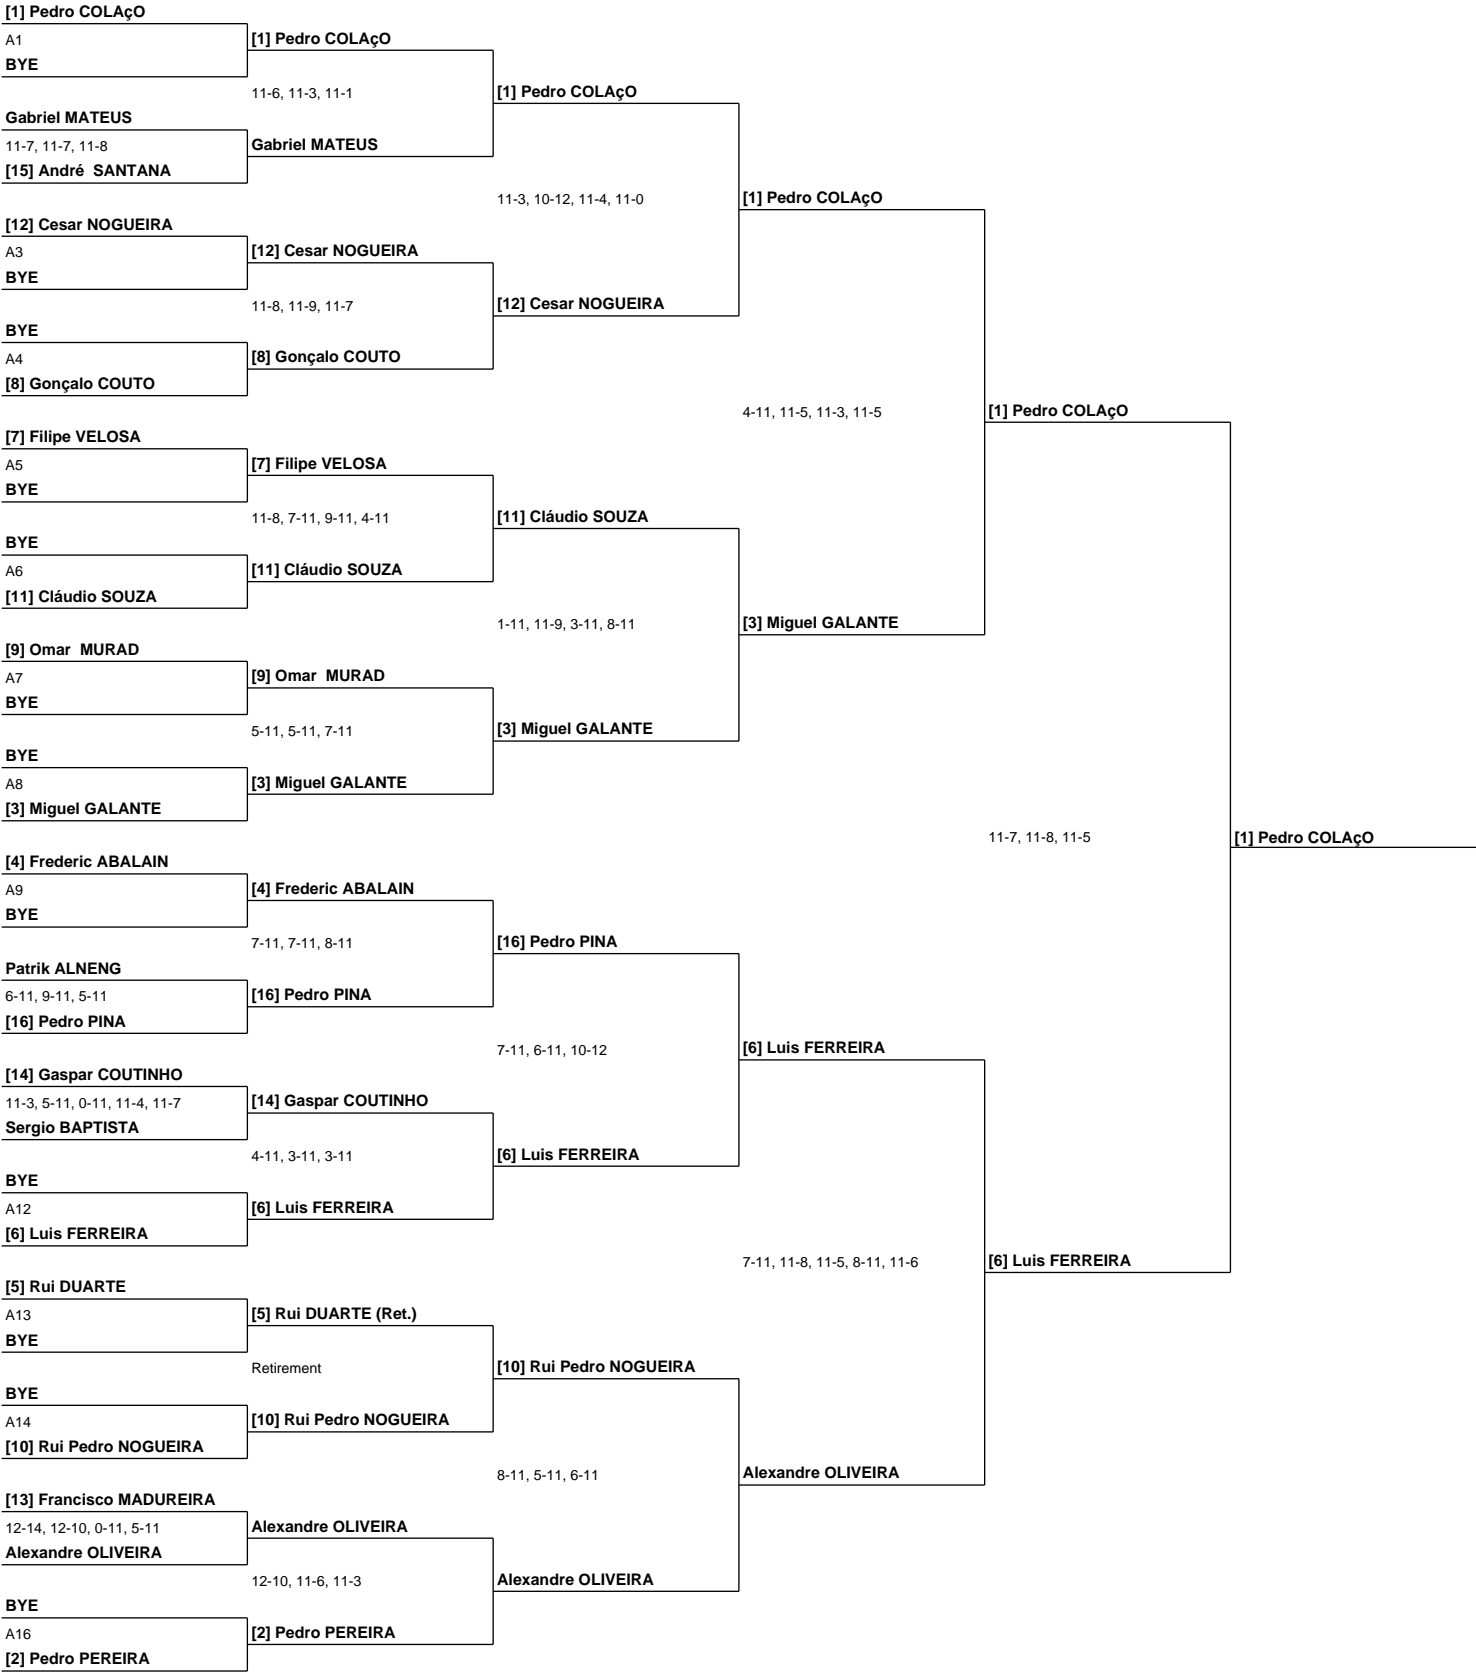 [1] Pedro COLAçO
A1
[1] Pedro COLAçO
BYE
11-6, 11-3, 11-1
[1] Pedro COLAçO
Gabriel MATEUS
11-7, 11-7, 11-8
Gabriel MATEUS
[15] André  SANTANA
11-3, 10-12, 11-4, 11-0
[1] Pedro COLAçO
[12] Cesar NOGUEIRA
A3
[12] Cesar NOGUEIRA
BYE
11-8, 11-9, 11-7
[12] Cesar NOGUEIRA
BYE
A4
[8] Gonçalo COUTO
[8] Gonçalo COUTO
4-11, 11-5, 11-3, 11-5
[1] Pedro COLAçO
[7] Filipe VELOSA
A5
[7] Filipe VELOSA
BYE
11-8, 7-11, 9-11, 4-11
[11] Cláudio SOUZA
BYE
A6
[11] Cláudio SOUZA
[11] Cláudio SOUZA
1-11, 11-9, 3-11, 8-11
[3] Miguel GALANTE
[9] Omar  MURAD
A7
[9] Omar  MURAD
BYE
5-11, 5-11, 7-11
[3] Miguel GALANTE
BYE
A8
[3] Miguel GALANTE
[3] Miguel GALANTE
11-7, 11-8, 11-5
[1] Pedro COLAçO
[4] Frederic ABALAIN
A9
[4] Frederic ABALAIN
BYE
7-11, 7-11, 8-11
[16] Pedro PINA
Patrik ALNENG
6-11, 9-11, 5-11
[16] Pedro PINA
[16] Pedro PINA
7-11, 6-11, 10-12
[6] Luis FERREIRA
[14] Gaspar COUTINHO
11-3, 5-11, 0-11, 11-4, 11-7
[14] Gaspar COUTINHO
Sergio BAPTISTA
4-11, 3-11, 3-11
[6] Luis FERREIRA
BYE
A12
[6] Luis FERREIRA
[6] Luis FERREIRA
7-11, 11-8, 11-5, 8-11, 11-6
[6] Luis FERREIRA
[5] Rui DUARTE
A13
[5] Rui DUARTE (Ret.)
BYE
Retirement
[10] Rui Pedro NOGUEIRA
BYE
A14
[10] Rui Pedro NOGUEIRA
[10] Rui Pedro NOGUEIRA
8-11, 5-11, 6-11
Alexandre OLIVEIRA
[13] Francisco MADUREIRA
12-14, 12-10, 0-11, 5-11
Alexandre OLIVEIRA
Alexandre OLIVEIRA
12-10, 11-6, 11-3
Alexandre OLIVEIRA
BYE
A16
[2] Pedro PEREIRA
[2] Pedro PEREIRA